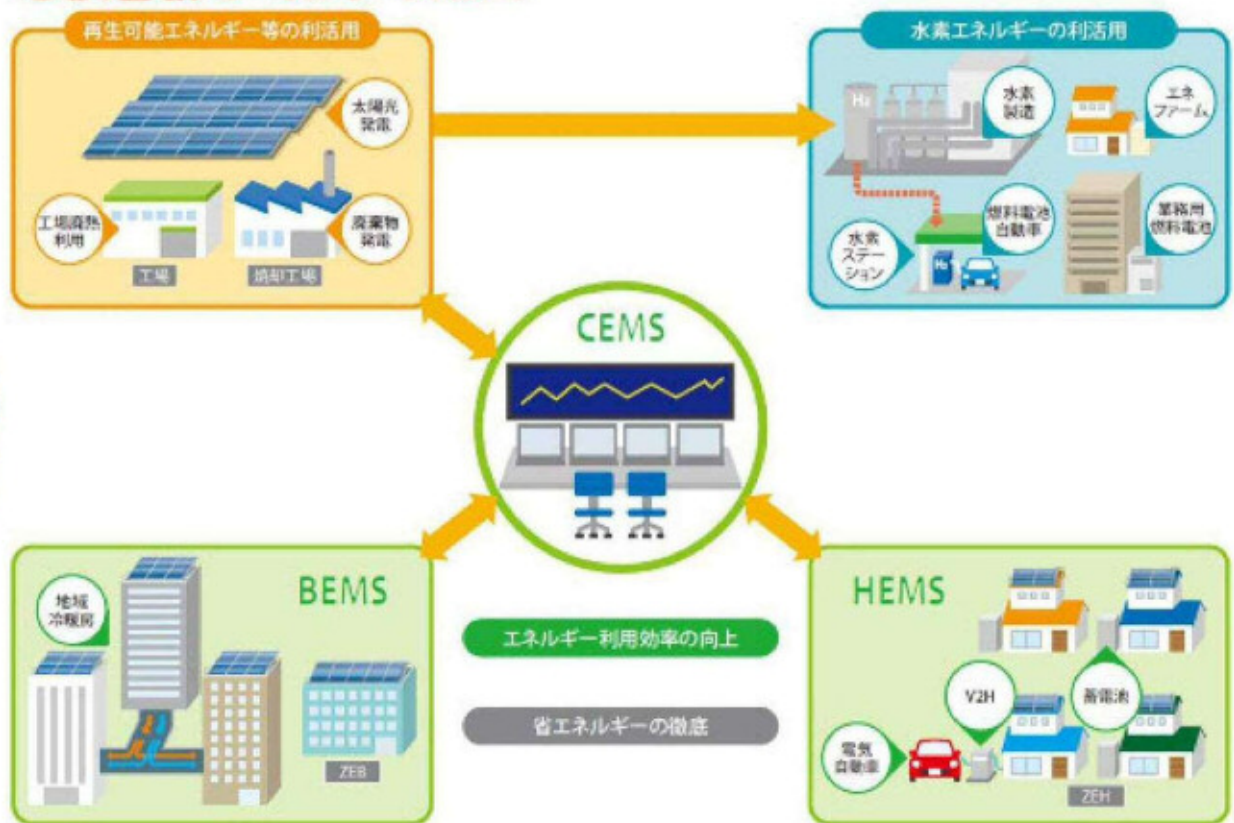 再生可能エネルギー等の利活用
太陽光
発電
工場廃熱
利用
工場
廃棄物
発電
焼却工場
水素エネルギーの利活用
H₂
水素
製造
エネ
ファーム
水素
ステー
ション
H₂
燃料電池
自動車
業務用
燃料電池
CEMS
BEMS
地域
冷暖房
ZEB
エネルギー利用効率の向上
省エネルギーの徹底
HEMS
V2H
蓄電池
電気
自動車
ZEH